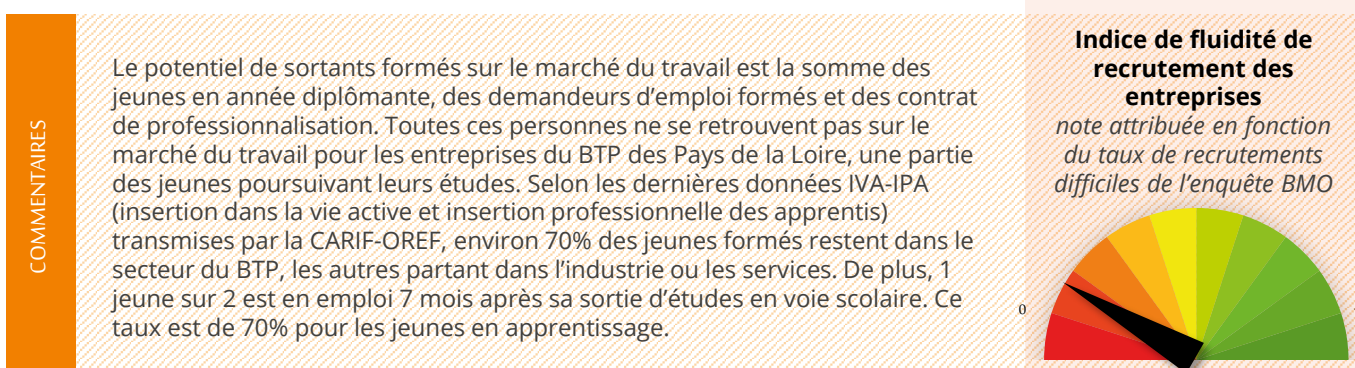 COMMENTAIRES
Le potentiel de sortants formés sur le marché du travail est la somme des
jeunes en année diplômante, des demandeurs d’emploi formés et des contrat
de professionnalisation. Toutes ces personnes ne se retrouvent pas sur le
marché du travail pour les entreprises du BTP des Pays de la Loire, une partie
des jeunes poursuivant leurs études. Selon les dernières données IVA-IPA
(insertion dans la vie active et insertion professionnelle des apprentis)
transmises par la CARIF-OREF, environ 70% des jeunes formés restent dans le
secteur du BTP, les autres partant dans l’industrie ou les services. De plus, 1
jeune sur 2 est en emploi 7 mois après sa sortie d’études en voie scolaire. Ce
taux est de 70% pour les jeunes en apprentissage.
Indice de fluidité de
recrutement des
entreprises
note attribuée en fonction
du taux de recrutements
difficiles de l’enquête BMO
0